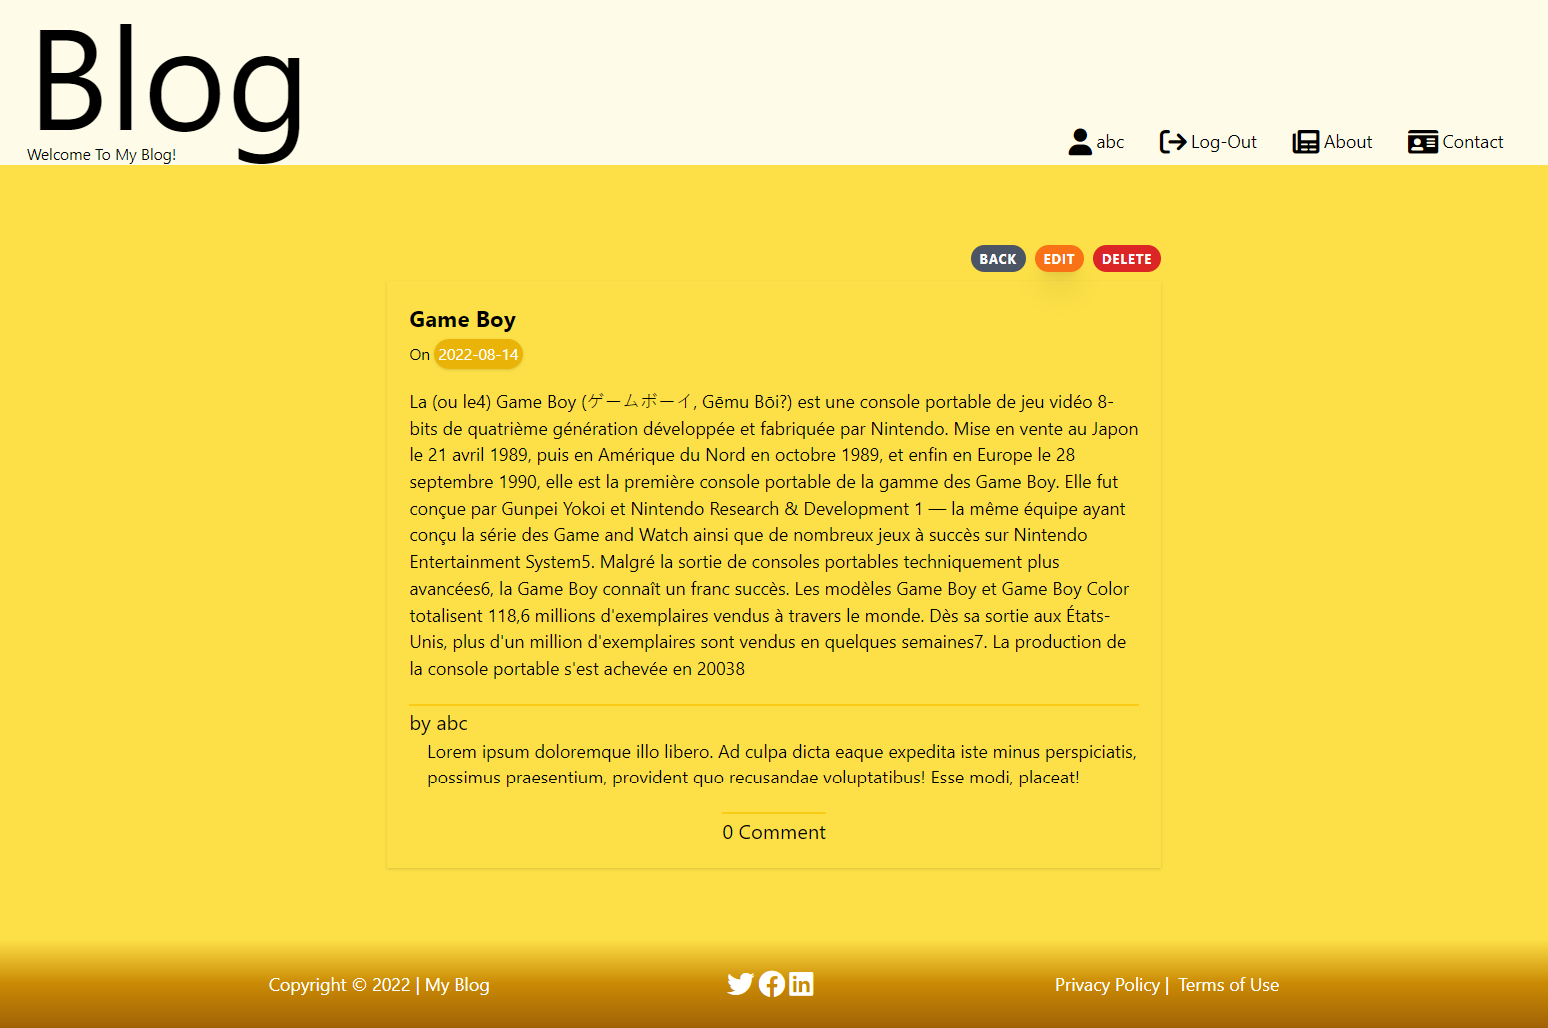 Blog
Welcome To My Blog!
abc Log-Out About Contact
BACK EDIT DELETE
Game Boy
On 2022-08-14
La (ou le4) Game Boy (ゲームボーイ, Gēmu Bōi?) est une console portable de jeu vidéo 8-
bits de quatrième génération développée et fabriquée par Nintendo. Mise en vente au Japon
le 21 avril 1989, puis en Amérique du Nord en octobre 1989, et enfin en Europe le 28
septembre 1990, elle est la première console portable de la gamme des Game Boy. Elle fut
conçue par Gunpei Yokoi et Nintendo Research & Development 1 — la même équipe ayant
conçu la série des Game and Watch ainsi que de nombreux jeux à succès sur Nintendo
Entertainment System5. Malgré la sortie de consoles portables techniquement plus
avancées6, la Game Boy connaît un franc succès. Les modèles Game Boy et Game Boy Color
totalisent 118,6 millions d'exemplaires vendus à travers le monde. Dès sa sortie aux États-
Unis, plus d'un million d'exemplaires sont vendus en quelques semaines7. La production de
la console portable s'est achevée en 20038
by abc
Lorem ipsum doloremque illo libero. Ad culpa dicta eaque expedita iste minus perspiciatis,
possimus praesentium, provident quo recusandae voluptatibus! Esse modi, placeat!
0 Comment
Copyright © 2022 | My Blog
Privacy Policy | Terms of Use